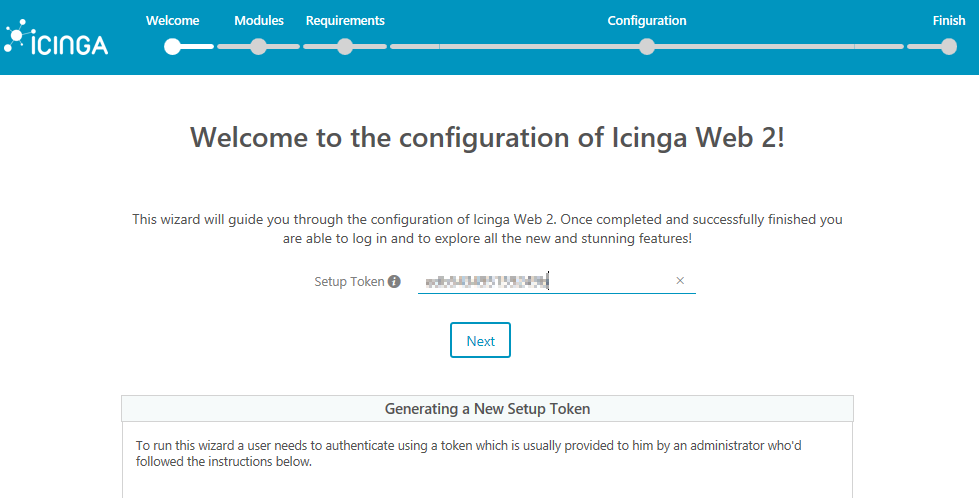 Welcome Modules Requirements Configuration Finish
ICINGA
Welcome to the configuration of Icinga Web 2!
This wizard will guide you through the configuration of Icinga Web 2. Once completed and successfully finished you
are able to log in and to explore all the new and stunning features!
Setup Token
Next
Generating a New Setup Token
To run this wizard a user needs to authenticate using a token which is usually provided to him by an administrator who'd
followed the instructions below.